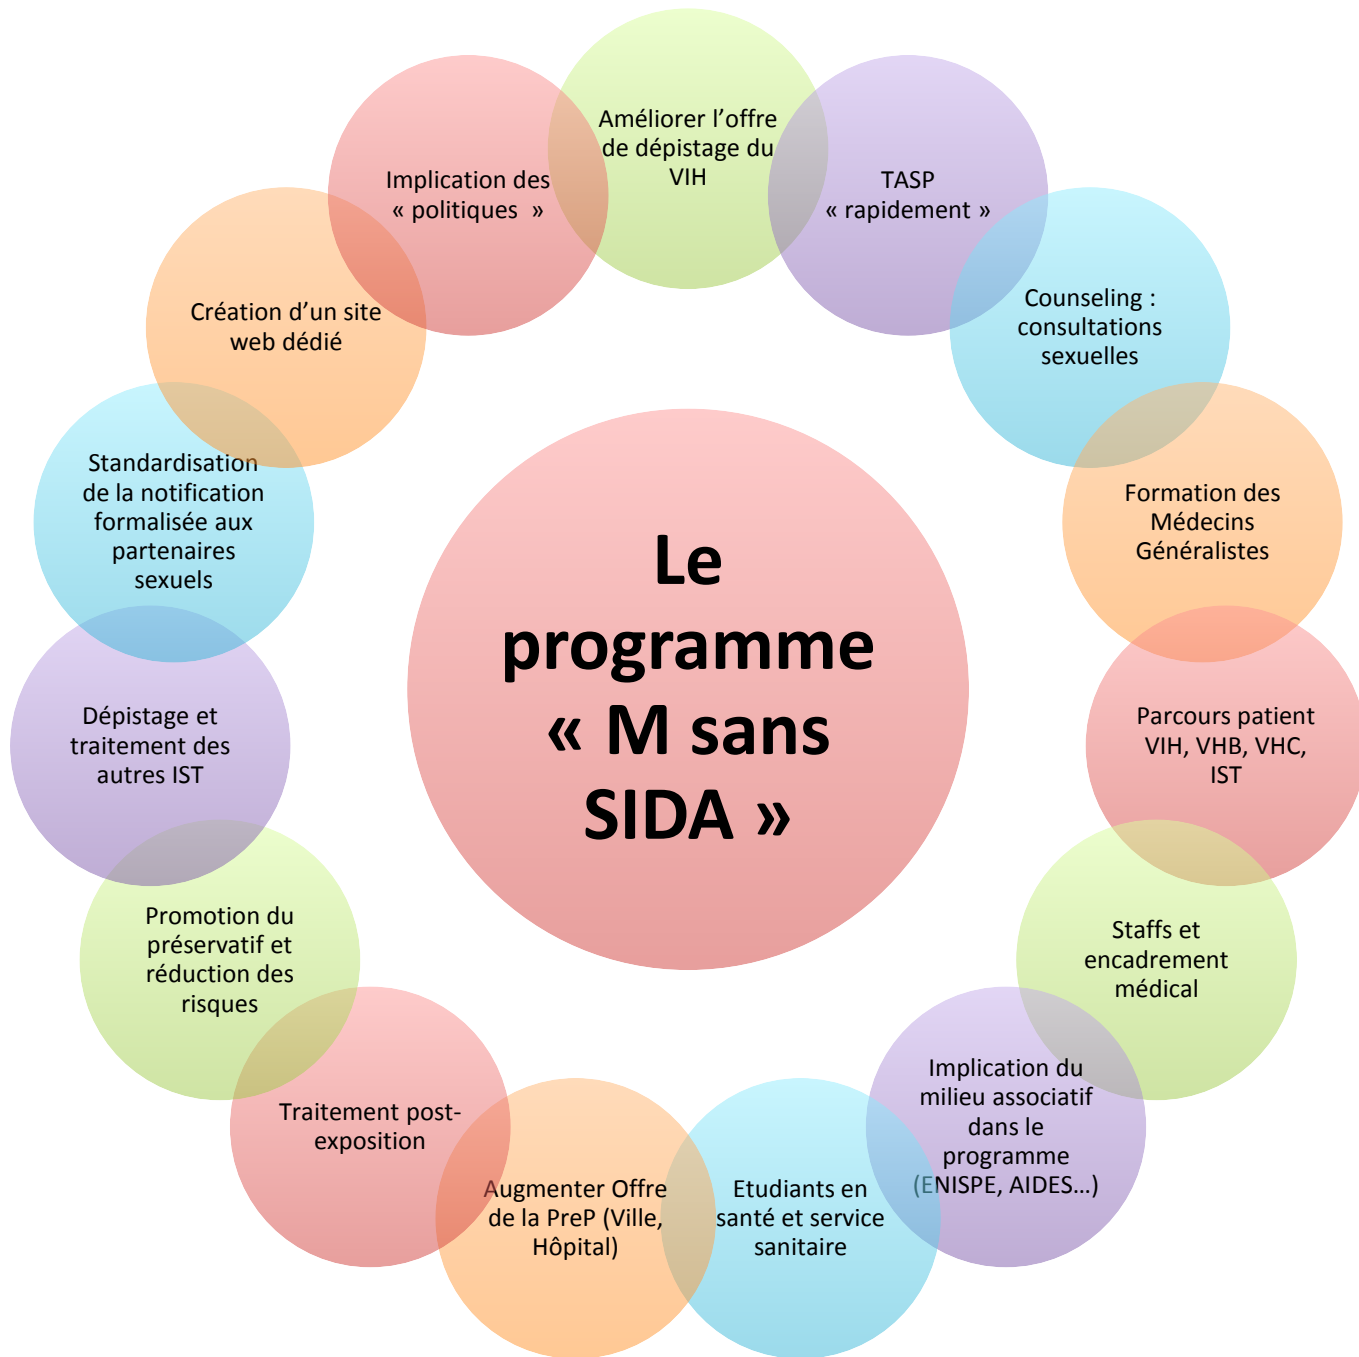 Le
programme
« M sans
SIDA »
Améliorer l’offre
de dépistage du
VIH
TASP
« rapidement »
Counseling :
consultations
sexuelles
Formation des
Médecins
Généralistes
Parcours patient
VIH, VHB, VHC,
IST
Staffs et
encadrement
médical
Implication du
milieu associatif
dans le
programme
(ENISPE, AIDES…)
Etudiants en
santé et service
sanitaire
Augmenter Offre
de la PreP (Ville,
Hôpital)
Traitement post-
exposition
Promotion du
préservatif et
réduction des
risques
Dépistage et
traitement des
autres IST
Standardisation
de la notification
formalisée aux
partenaires
sexuels
Création d’un site
web dédié
Implication des
« politiques  »